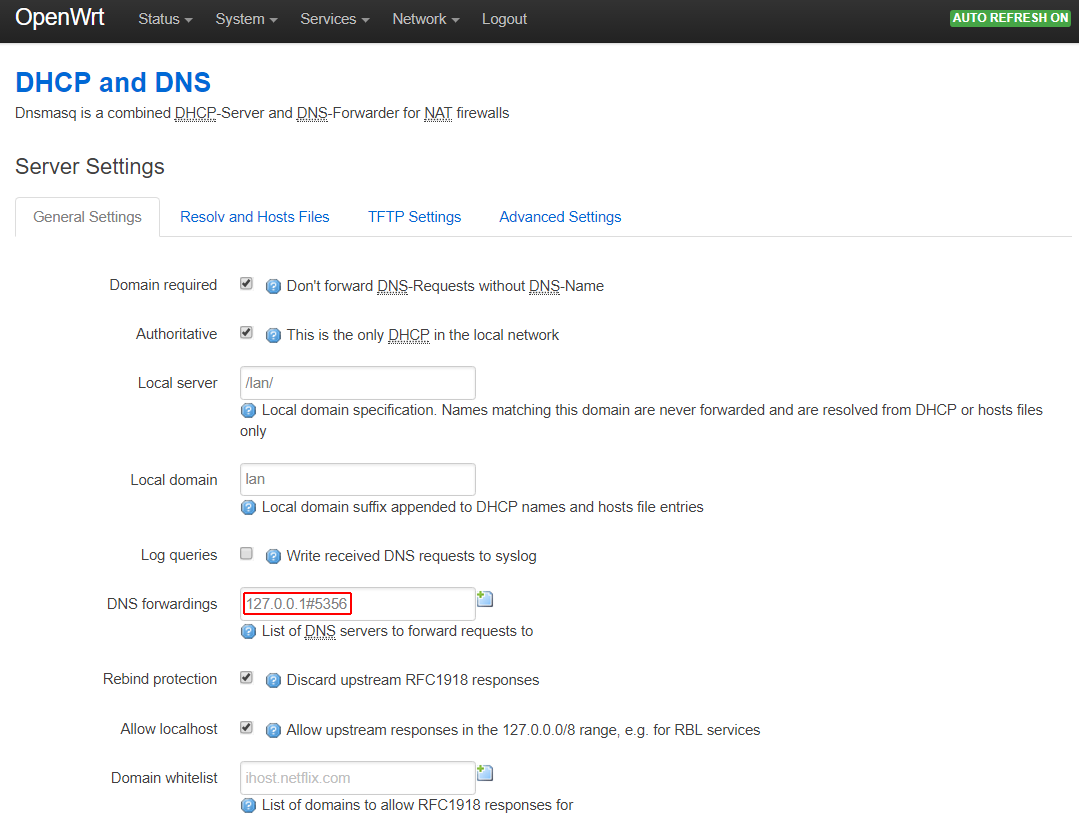 OpenWrt Status System Services Network Logout AUTO REFRESH ON
DHCP and DNS
Dnsmasq is a combined DHCP-Server and DNS-Forwarder for NAT firewalls
Server Settings
General Settings Resolv and Hosts Files TFTP Settings Advanced Settings
Domain required Don't forward DNS-Requests without DNS-Name
Authoritative This is the only DHCP in the local network
Local server /lan/
Local domain specification. Names matching this domain are never forwarded and are resolved from DHCP or hosts files
only
Local domain lan
Local domain suffix appended to DHCP names and hosts file entries
Log queries Write received DNS requests to syslog
DNS forwardings 127.0.0.1#5356
List of DNS servers to forward requests to
Rebind protection Discard upstream RFC1918 responses
Allow localhost Allow upstream responses in the 127.0.0.0/8 range, e.g. for RBL services
Domain whitelist ihost.netflix.com
List of domains to allow RFC1918 responses for